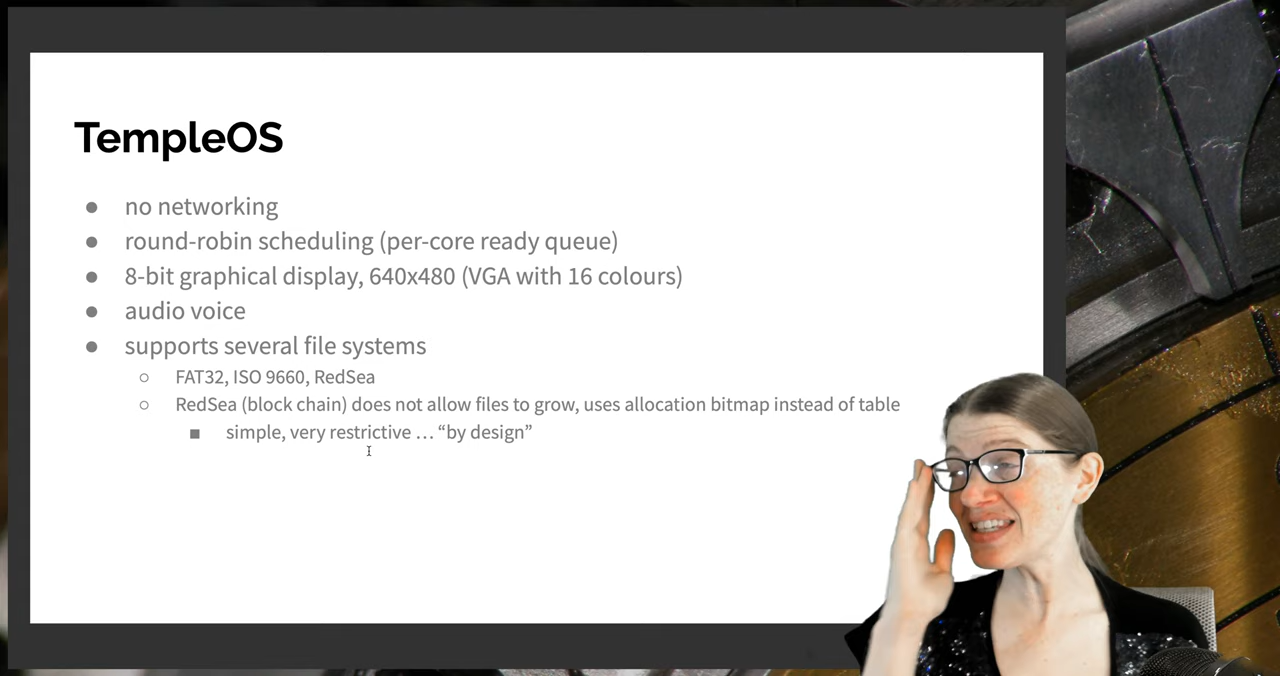 TempleOS
● no networking
● round-robin scheduling (per-core ready queue)
● 8-bit graphical display, 640x480 (VGA with 16 colours)
● audio voice
● supports several file systems
○ FAT32, ISO 9660, RedSea
○ RedSea (block chain) does not allow files to grow, uses allocation bitmap instead of table
■ simple, very restrictive … “by design”